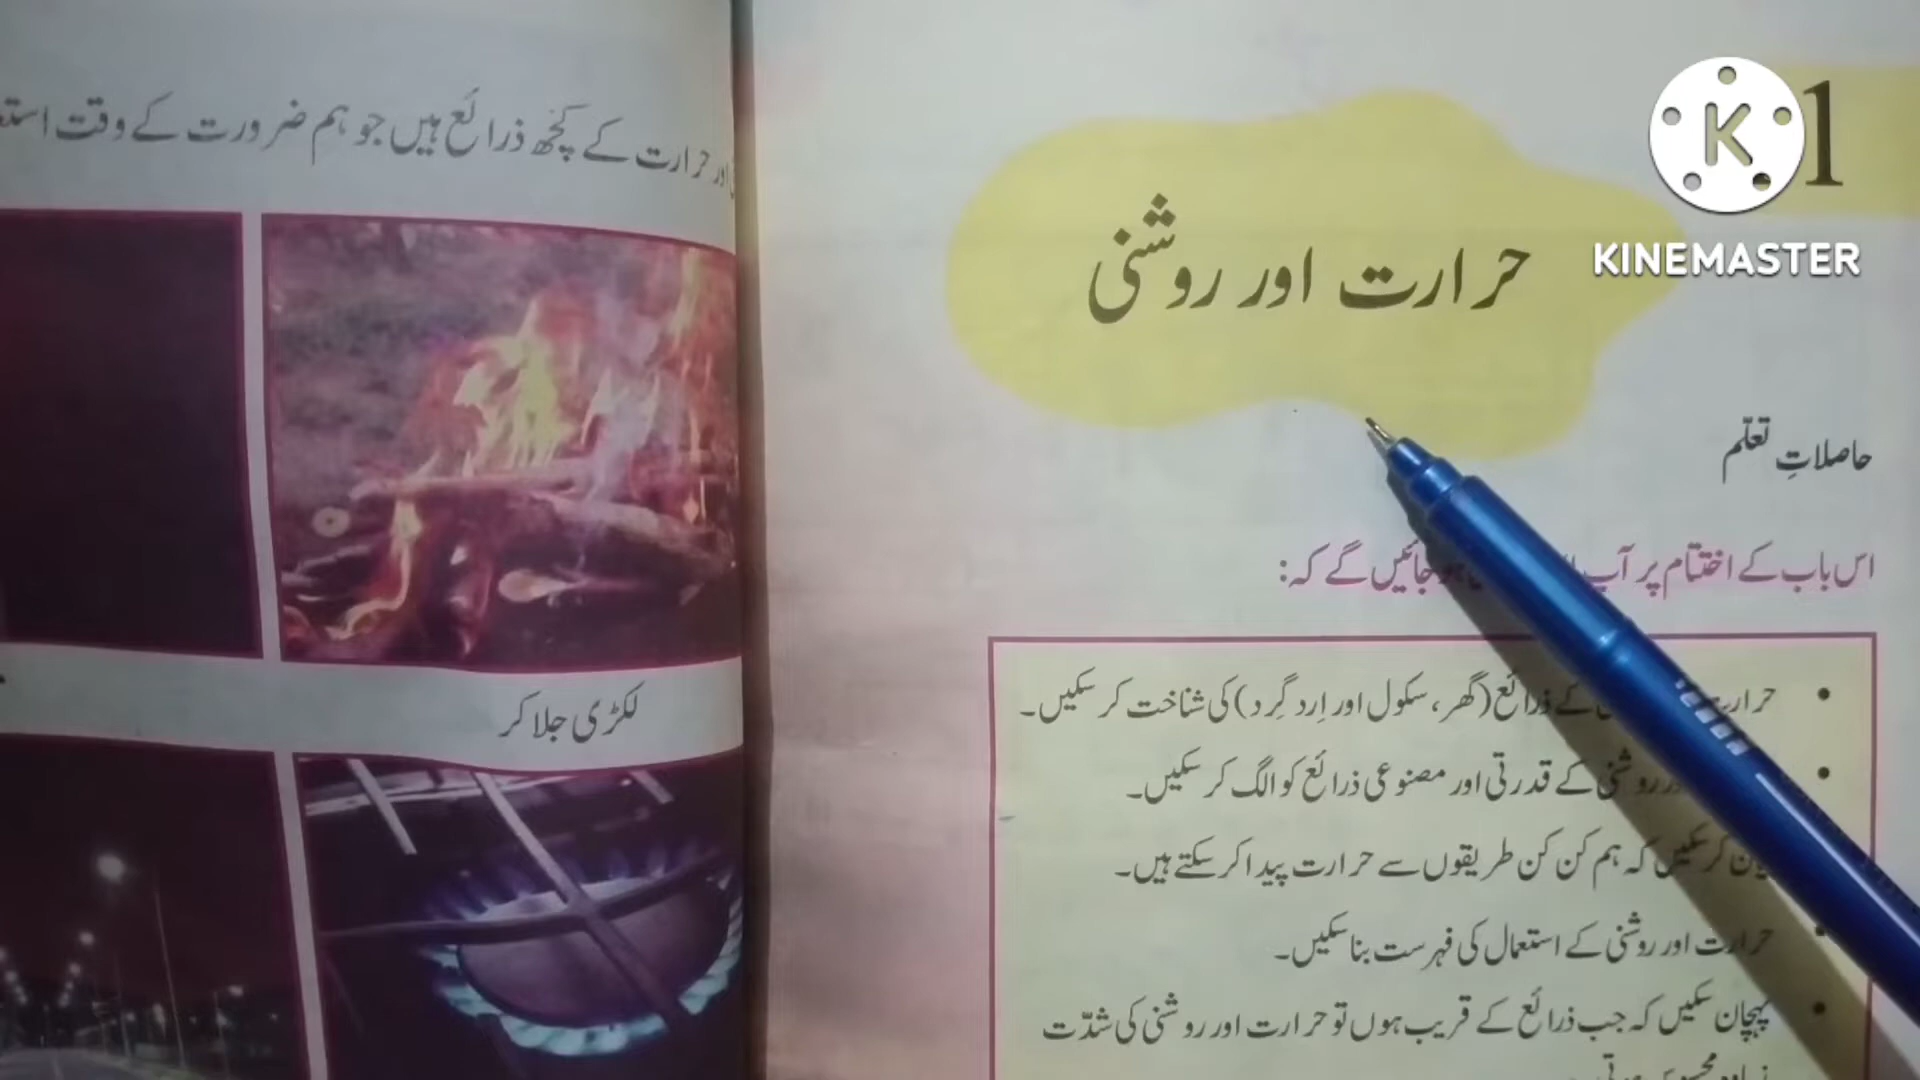 1
KINEMASTER
حرارت اور روشنی
حاصلاتِ تعلّم
اس باب کے اختتام پر آپ جائیں گے کہ:
کے ذرائع (گھر، سکول اور اِرد گِرد) کی شناخت کر سکیں۔
روشنی کے قدرتی اور مصنوعی ذرائع کو الگ کر سکیں۔
کر سکیں کہ ہم کن کن طریقوں سے حرارت پیدا کر سکتے ہیں۔
حرارت اور روشنی کے استعمال کی فہرست بنا سکیں۔
پہچان سکیں کہ جب ذرائع کے قریب ہوں تو حرارت اور روشنی کی شدّت
حرارت کے کچھ ذرائع ہیں جو ہم ضرورت کے وقت
لکڑی جلا کر